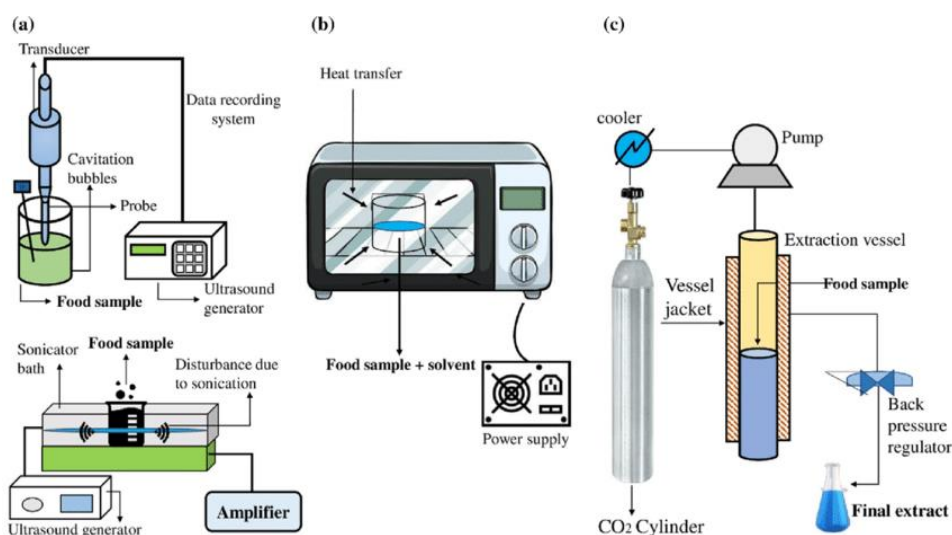 (a)
Transducer
Data recording
system
Cavitation
bubbles
Probe
Ultrasound
generator
Food sample
Sonicator
bath
Food sample
Disturbance due
to sonication
Amplifier
Ultrasound generator
(b)
Heat transfer
Food sample + solvent
Power supply
(c)
cooler
Pump
Extraction vessel
Food sample
Vessel
jacket
Back
pressure
regulator
Final extract
CO2 Cylinder